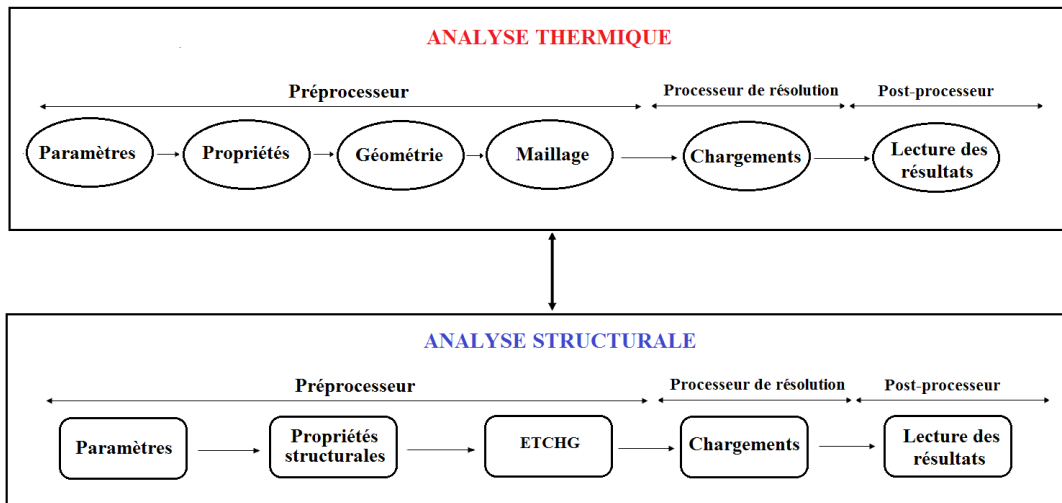 ANALYSE THERMIQUE
Préprocesseur
Processeur de résolution
Post-processeur
Paramètres
Propriétés
Géométrie
Maillage
Chargements
Lecture des
résultats
ANALYSE STRUCTURALE
Préprocesseur
Processeur de résolution
Post-processeur
Paramètres
Propriétés
structurales
ETCHG
Chargements
Lecture des
résultats